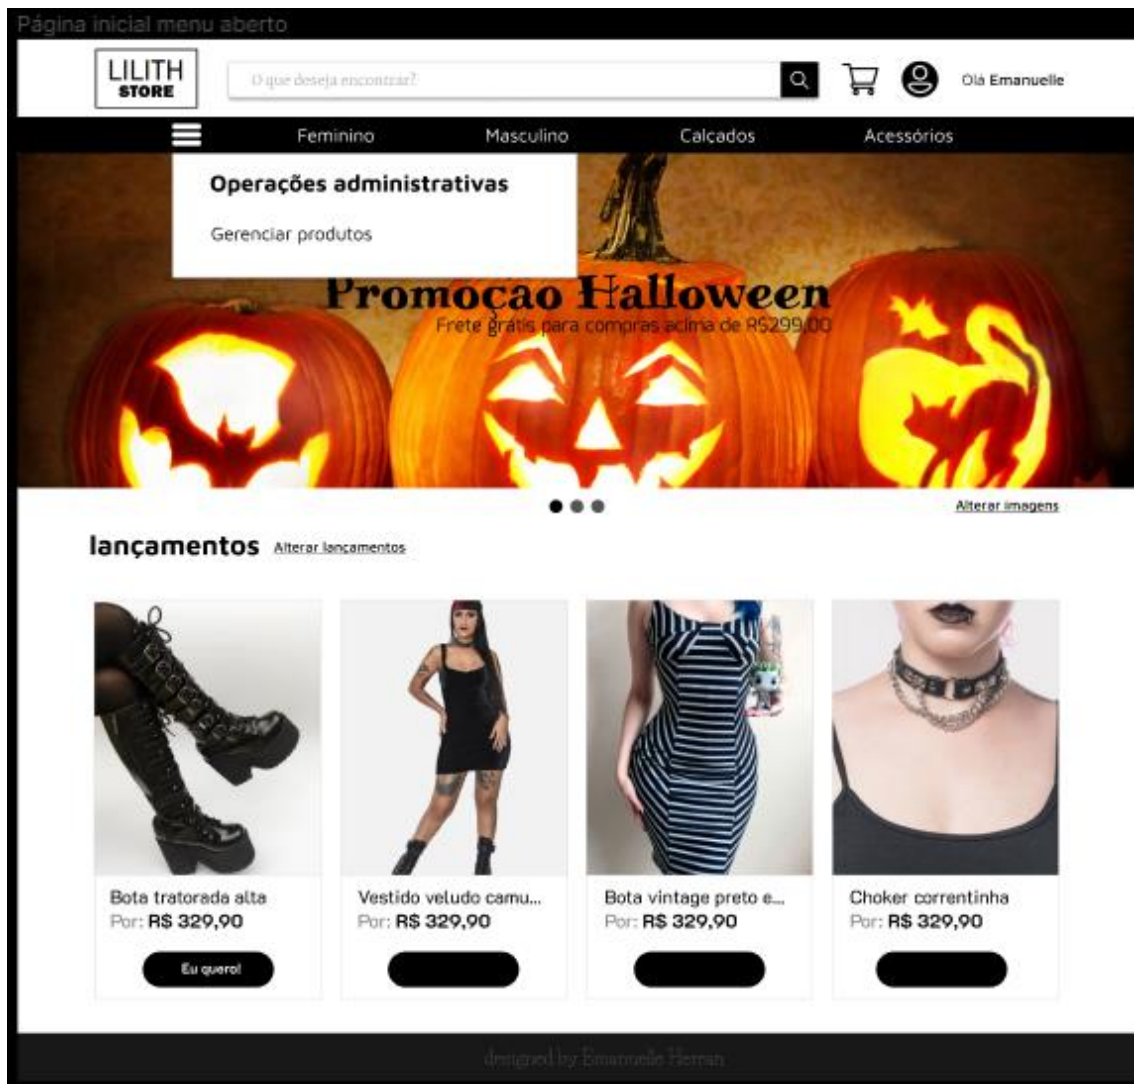 Página inicial menu aberto
LILITH
STORE
O que deseja encontrar?
Olá Emanuelle
Feminino Masculino Calçados Acessórios
Operações administrativas
Gerenciar produtos
Promoçao Halloween
Frete grátis para compras acima de R$299,00
Alterar imagens
lançamentos Alterar lançamentos
Bota tratorada alta
Por: R$ 329,90
Eu quero!
Vestido veludo camu...
Por: R$ 329,90
Bota vintage preto e...
Por: R$ 329,90
Choker correntinha
Por: R$ 329,90
designed by Emanuelle Herran